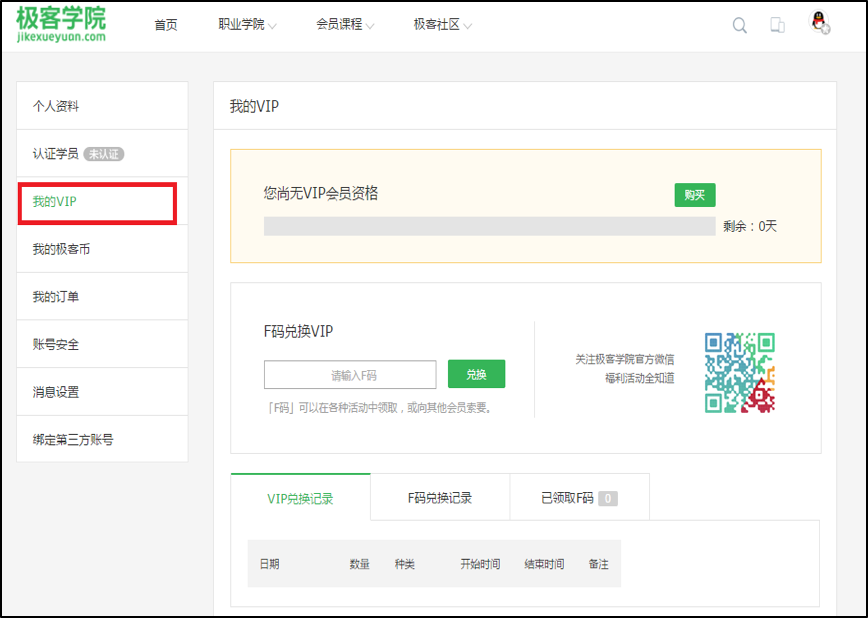 极客学院
jikexueyuan.com
首页 职业学院 会员课程 极客社区
个人资料
认证学员 未认证
我的VIP
我的极客币
我的订单
账号安全
消息设置
绑定第三方账号
我的VIP
您尚无VIP会员资格 购买
剩余：0天
F码兑换VIP
请输入F码 兑换
「F码」可以在各种活动中领取，或向其他会员索要。
关注极客学院官方微信
福利活动全知道
VIP兑换记录 F码兑换记录 已领取F码 0
日期 数量 种类 开始时间 结束时间 备注